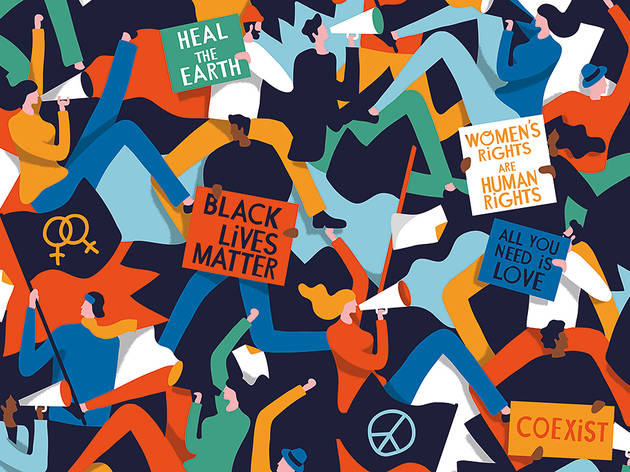 HEAL
THE
EARTH
WOMEN'S
RiGHTS
ARE
HUMAN
RiGHTS
BLACK
LiVES
MATTER
ALL YOU
NEED iS
LOVE
COEXiST